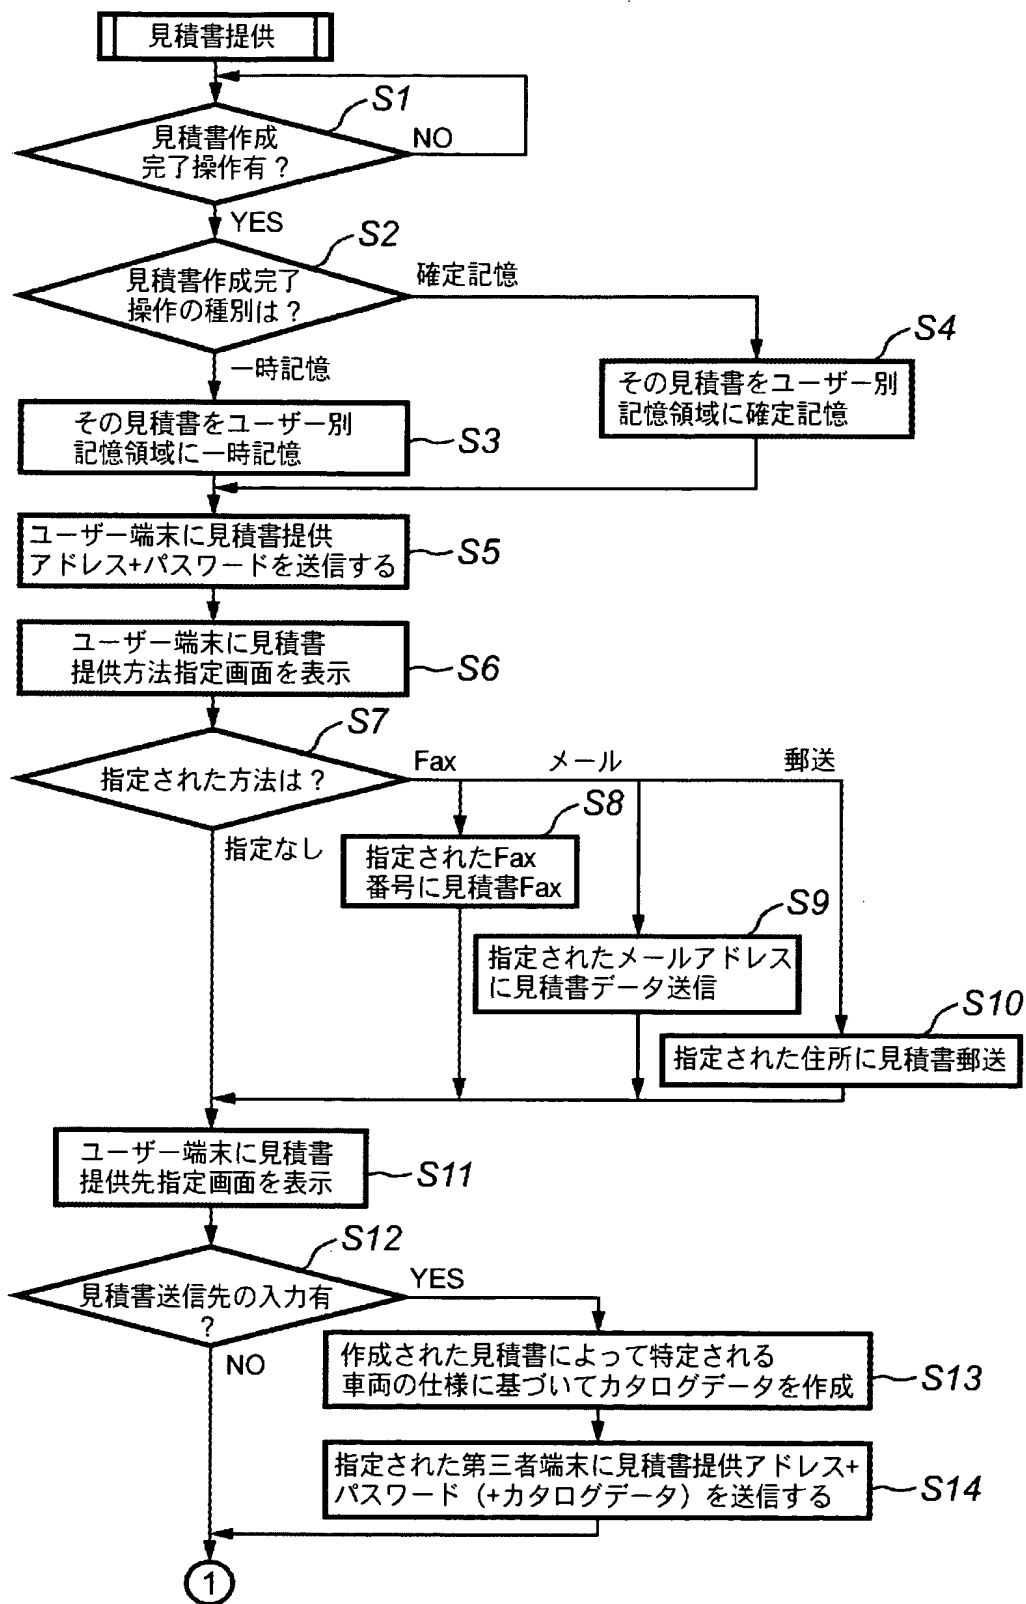 見積書提供
S1
見積書作成
完了操作有？
NO
YES
S2
見積書作成完了
操作の種別は？
確定記憶
一時記憶
S4
その見積書をユーザー別
記憶領域に確定記憶
その見積書をユーザー別
記憶領域に一時記憶
S3
ユーザー端末に見積書提供
アドレス+パスワードを送信する
S5
ユーザー端末に見積書
提供方法指定画面を表示
S6
S7
指定された方法は？
Fax
メール
郵送
指定なし
S8
指定されたFax
番号に見積書Fax
S9
指定されたメールアドレス
に見積書データ送信
S10
指定された住所に見積書郵送
ユーザー端末に見積書
提供先指定画面を表示
S11
S12
見積書送信先の入力有
？
YES
NO
作成された見積書によって特定される
車両の仕様に基づいてカタログデータを作成
S13
指定された第三者端末に見積書提供アドレス+
パスワード（+カタログデータ）を送信する
S14
1